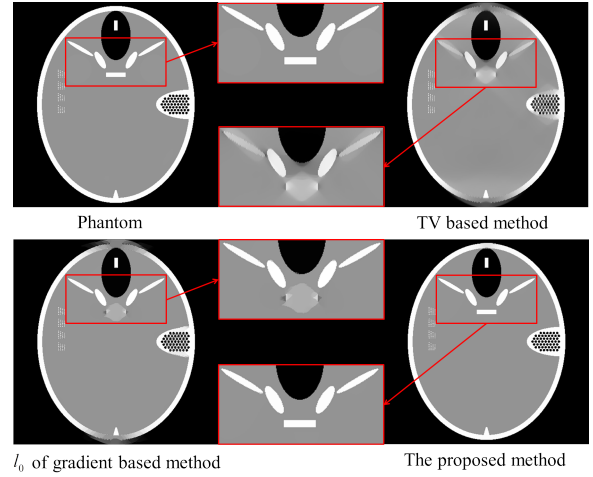 Phantom
TV based method
l₀ of gradient based method
The proposed method